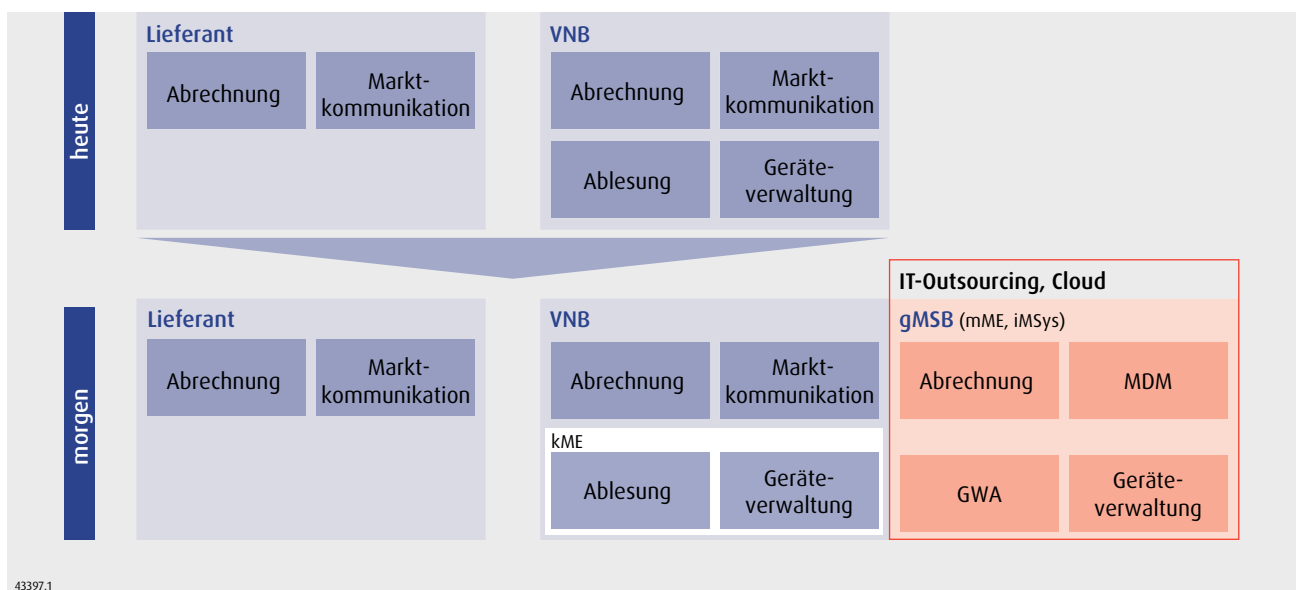 heute
Lieferant
Abrechnung
Markt-
kommunikation
VNB
Abrechnung
Markt-
kommunikation
Ablesung
Geräte-
verwaltung
morgen
Lieferant
Abrechnung
Markt-
kommunikation
VNB
Abrechnung
Markt-
kommunikation
kME
Ablesung
Geräte-
verwaltung
IT-Outsourcing, Cloud
gMSB (mME, iMSys)
Abrechnung
MDM
GWA
Geräte-
verwaltung
43397.1